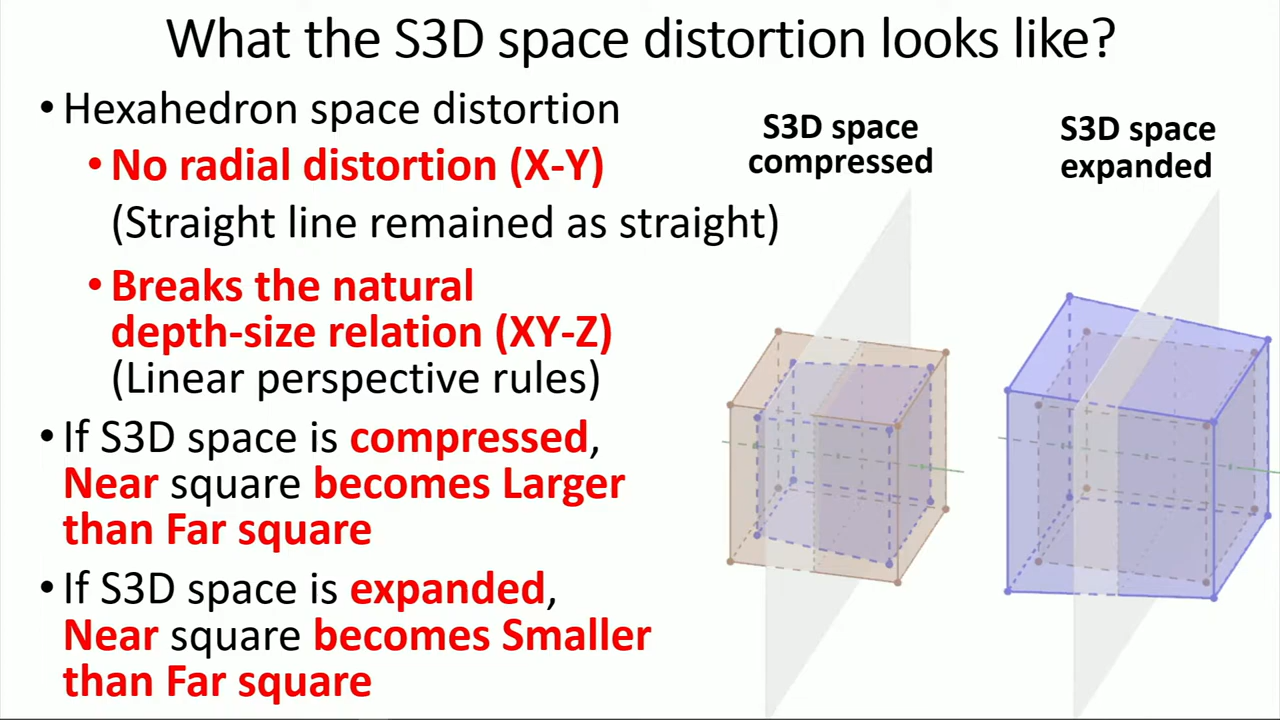 What the S3D space distortion looks like?
• Hexahedron space distortion
• No radial distortion (X-Y)
(Straight line remained as straight)
• Breaks the natural
depth-size relation (XY-Z)
(Linear perspective rules)
• If S3D space is compressed,
Near square becomes Larger
than Far square
• If S3D space is expanded,
Near square becomes Smaller
than Far square
S3D space
compressed
S3D space
expanded